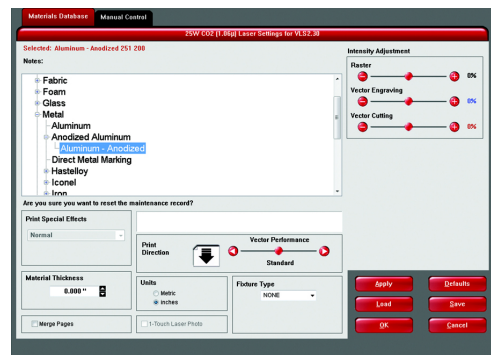 Materials Database Manual Control
25W CO2 (1.06µ) Laser Settings for VLS2.30
Selected: Aluminum - Anodized 251 200
Notes:
Fabric
Foam
Glass
Metal
Aluminum
Anodized Aluminum
Aluminum - Anodized
Direct Metal Marking
Hastelloy
Iconel
Iron
Intensity Adjustment
Raster
0%
Vector Engraving
0%
Vector Cutting
0%
Are you sure you want to reset the maintenance record?
Print Special Effects
Normal
Print Direction
Vector Performance
Standard
Material Thickness
0.000 "
Units
Metric
inches
Fixture Type
NONE
Merge Pages
1-Touch Laser Photo
Apply Defaults
Load Save
OK Cancel